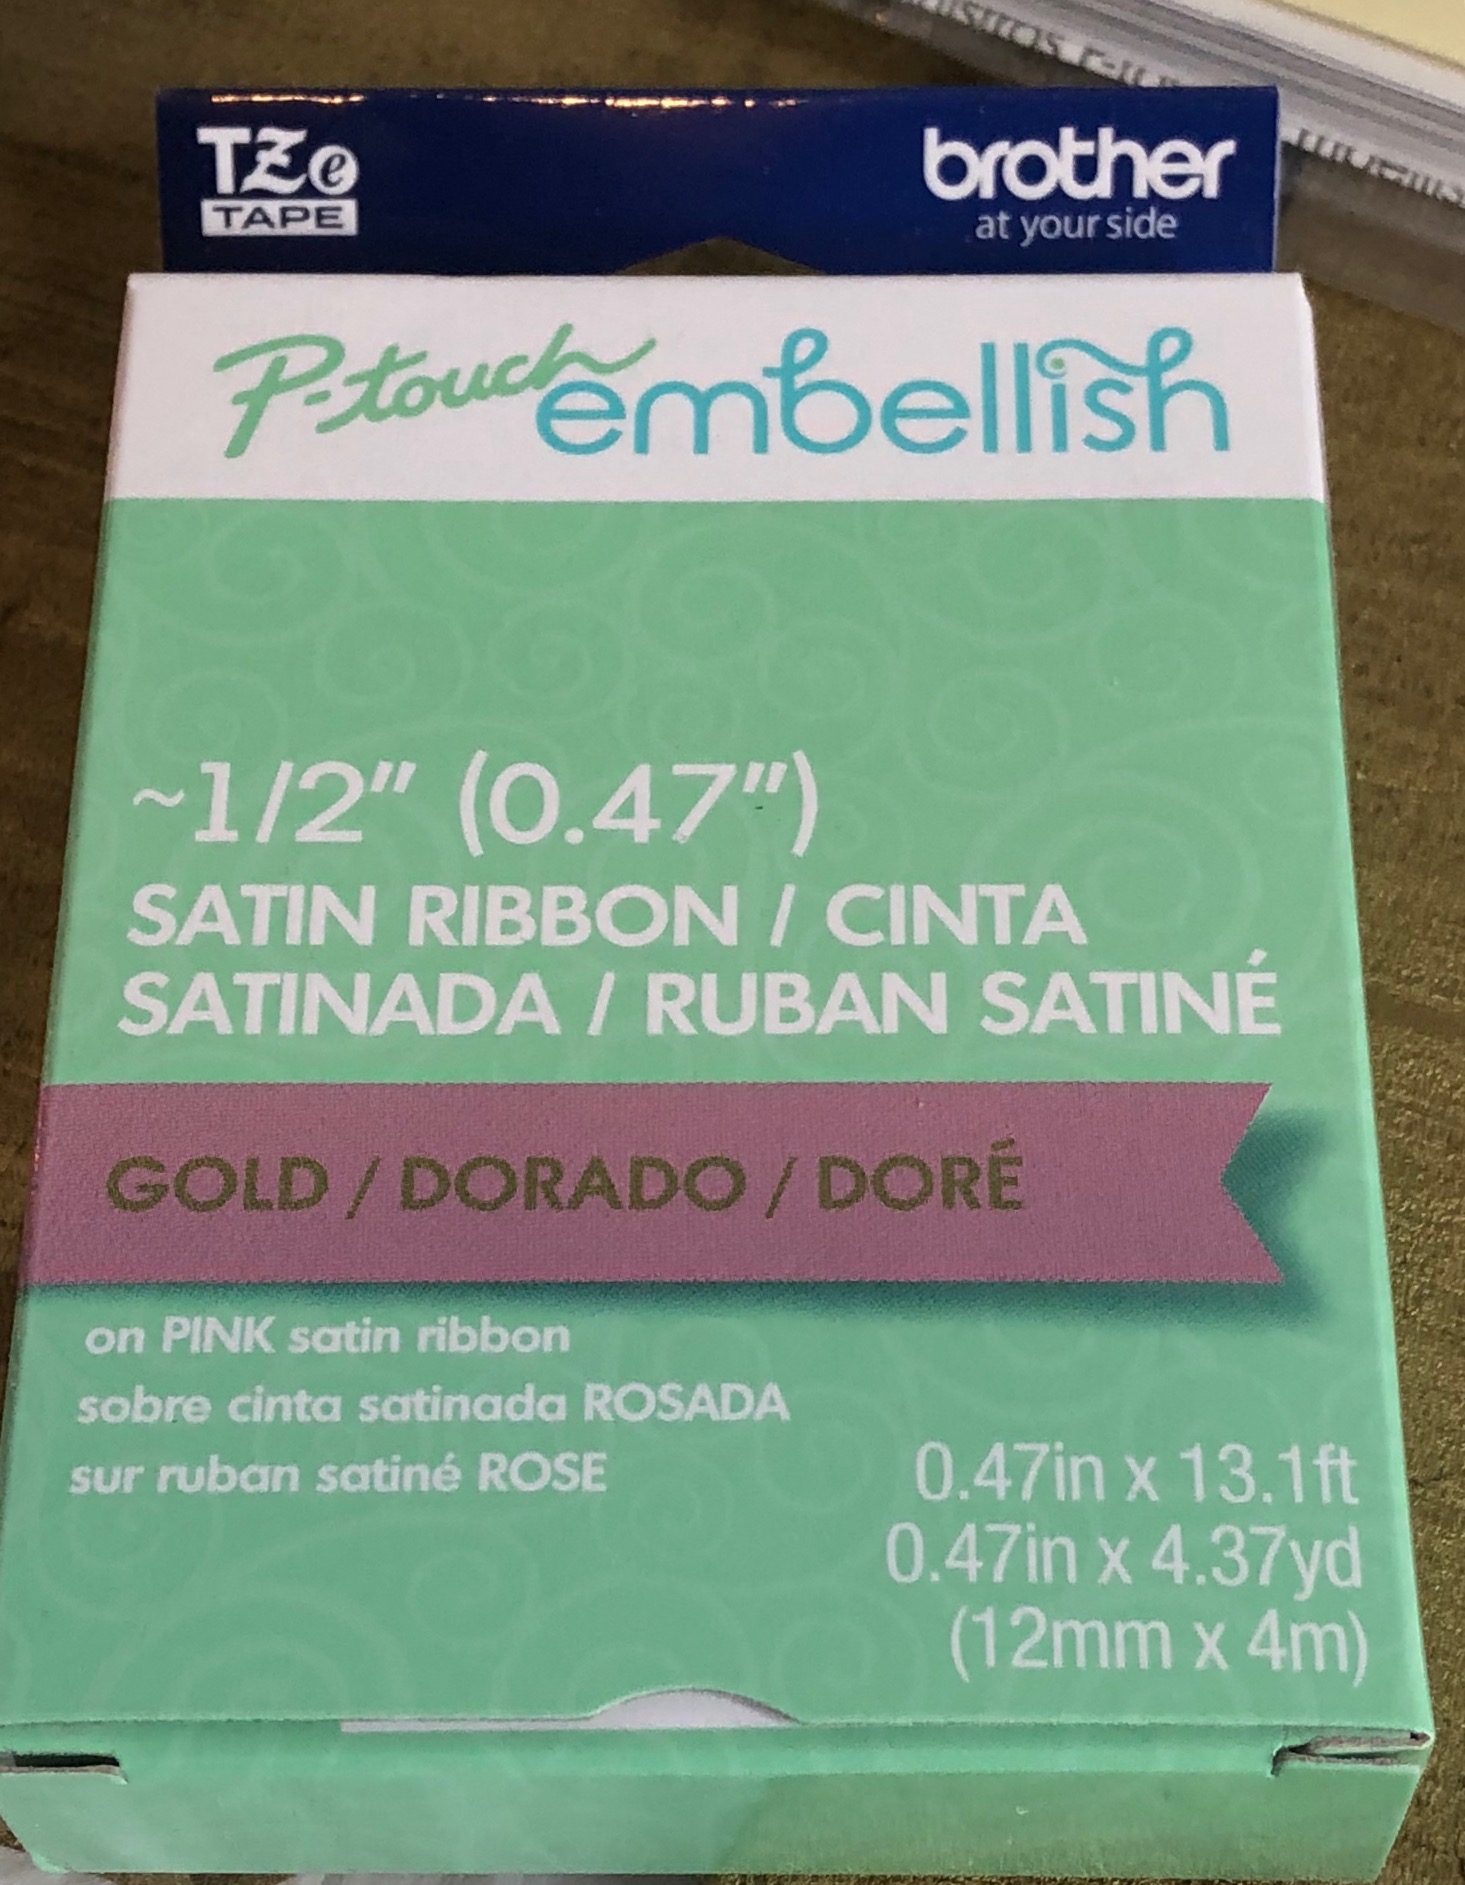 TZe
TAPE
brother
at your side
P-touch embellish
~1/2" (0.47")
SATIN RIBBON / CINTA
SATINADA / RUBAN SATINÉ
GOLD / DORADO / DORÉ
on PINK satin ribbon
sobre cinta satinada ROSADA
sur ruban satiné ROSE
0.47in x 13.1ft
0.47in x 4.37yd
(12mm x 4m)